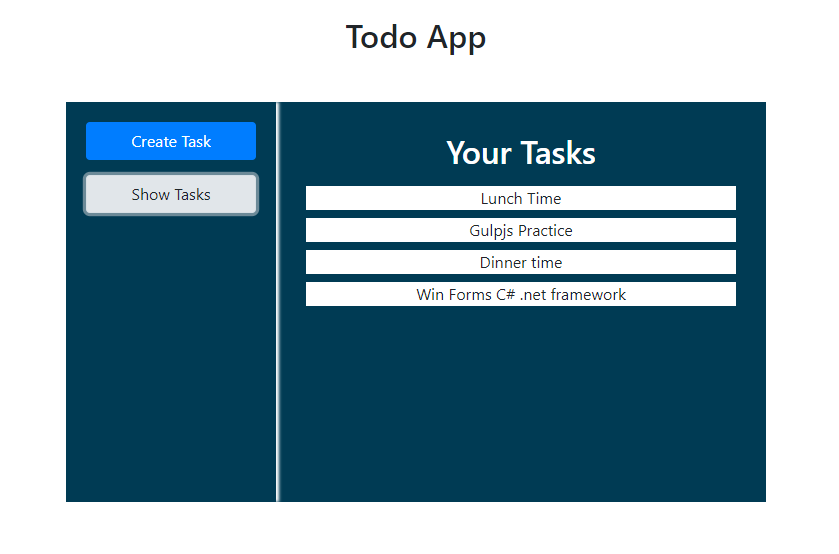 Todo App
Create Task
Show Tasks
Your Tasks
Lunch Time
Gulpjs Practice
Dinner time
Win Forms C# .net framework